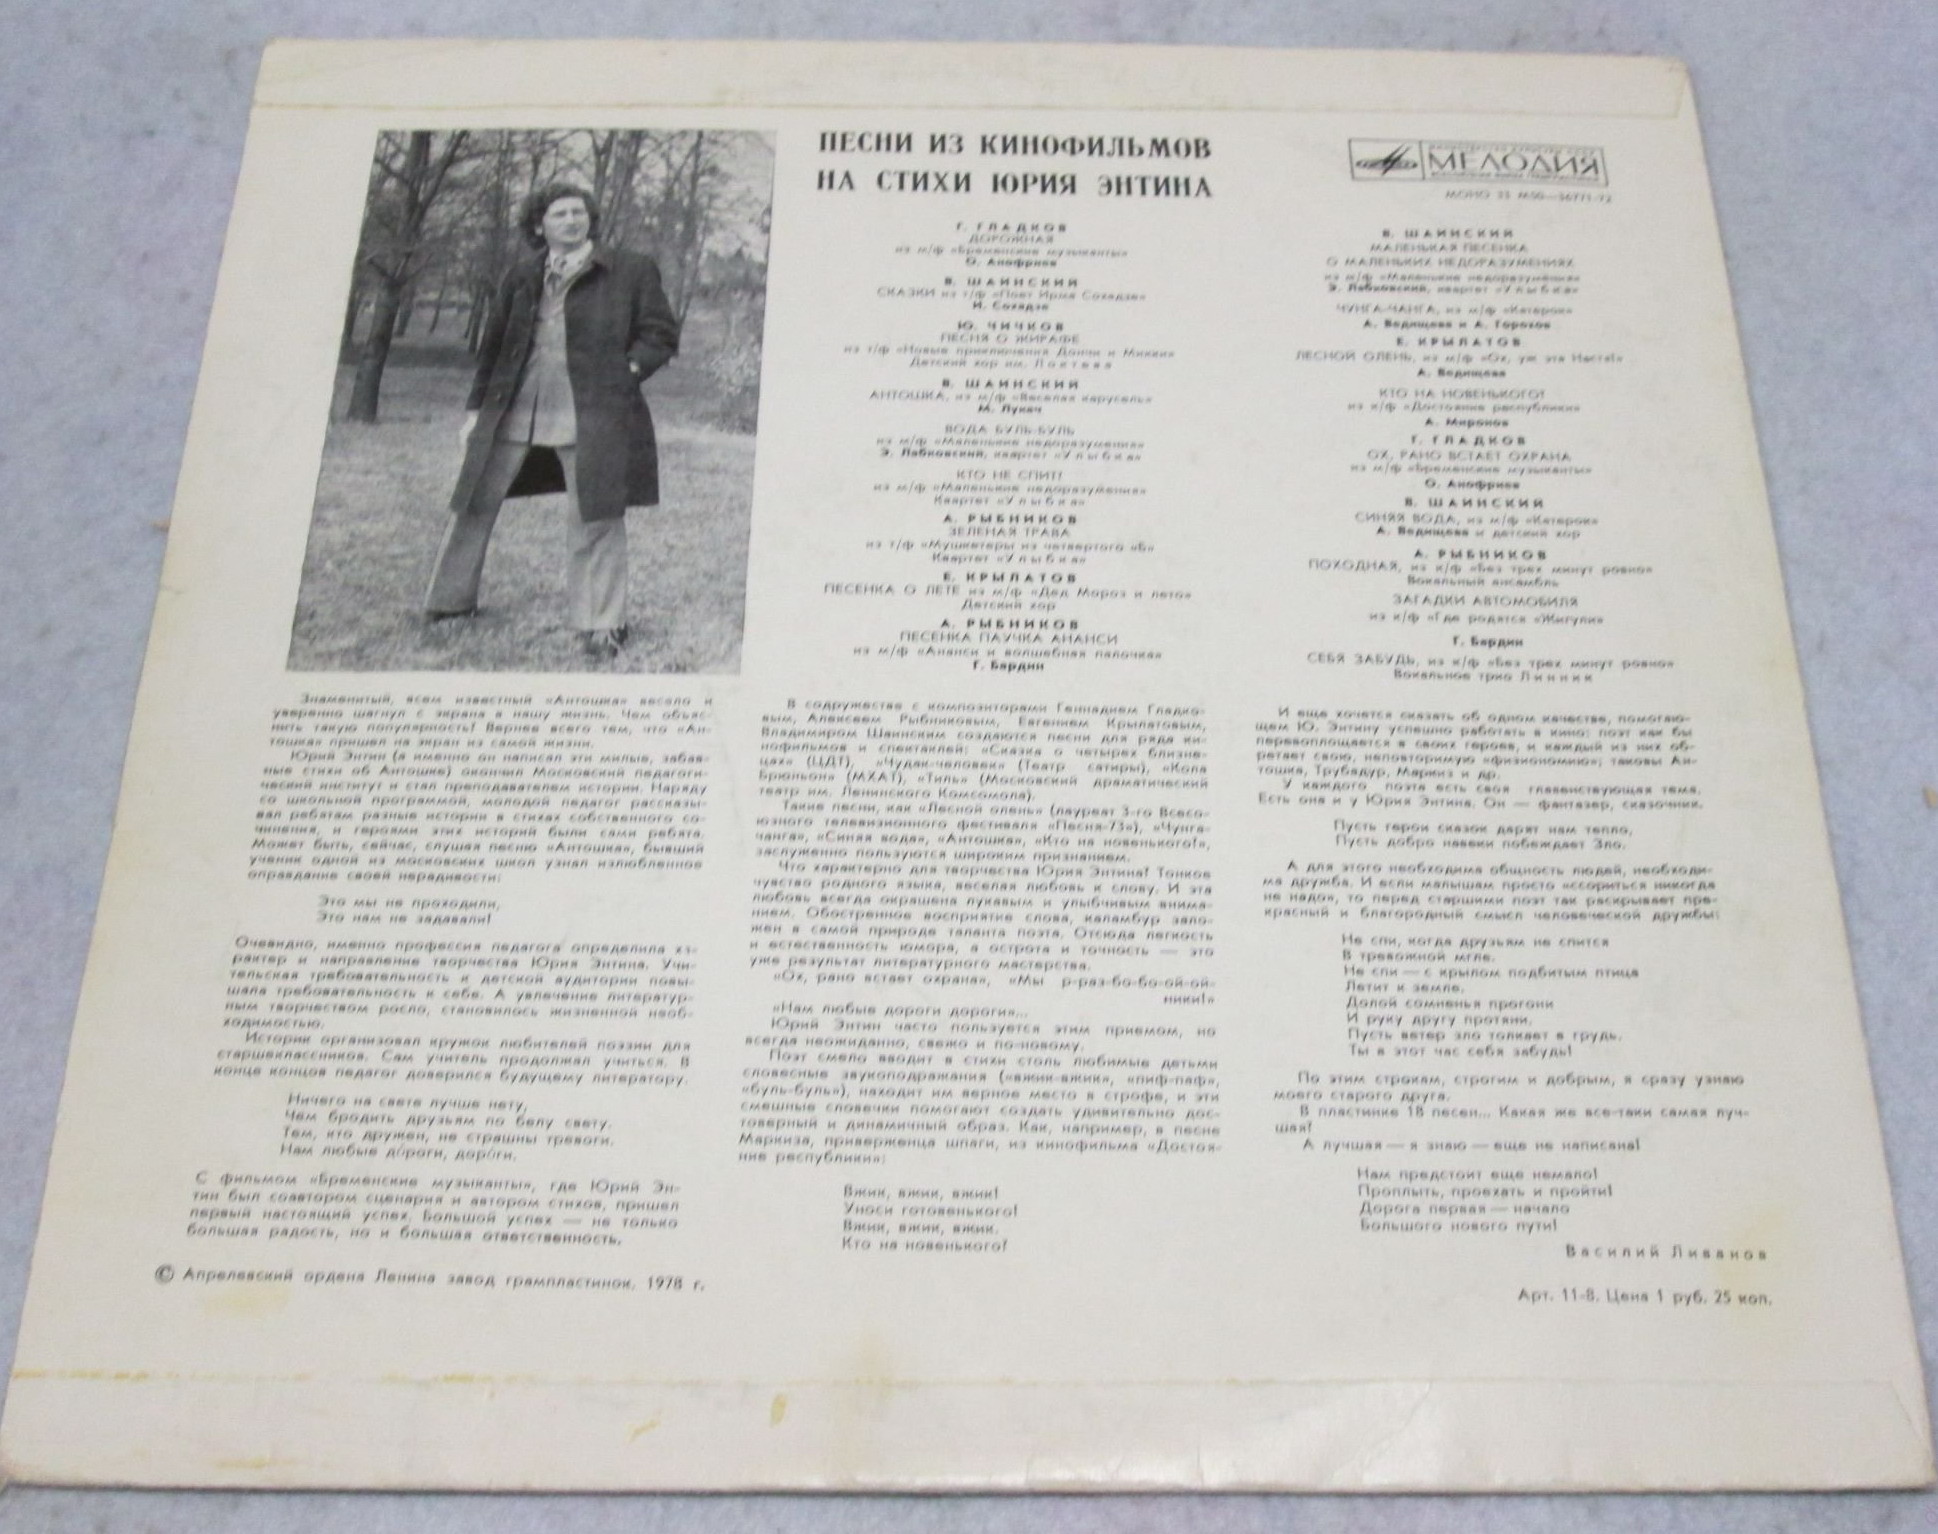 ПЕСНИ ИЗ КИНОФИЛЬМОВ
НА СТИХИ ЮРИЯ ЭНТИНА
МЕЛОДИЯ
МОНО 33 М50—36771-72
Г. ГЛАДКОВ
ДОРОЖНАЯ
из м/ф «Бременские музыканты»
О. Анофриев
В. ШАИНСКИЙ
СКАЗКИ из т/ф «Поет Ирма Сохадзе»
И. Сохадзе
Ю. ЧИЧКОВ
ПЕСНЯ О ЖИРАФЕ
из т/ф «Новые приключения Донни и Микки»
Детский хор им. Локтева
В. ШАИНСКИЙ
АНТОШКА, из м/ф «Веселая карусель»
М. Лукач
ВОДА БУЛЬ-БУЛЬ
из м/ф «Маленькие недоразумения»
Э. Лабковский, квартет «Улыбка»
КТО НЕ СПИТ?
из м/ф «Маленькие недоразумения»
Квартет «Улыбка»
А. РЫБНИКОВ
ЗЕЛЕНАЯ ТРАВА
из т/ф «Мушкетеры из четвертого «Б»
Квартет «Улыбка»
Е. КРЫЛАТОВ
ПЕСЕНКА О ЛЕТЕ из м/ф «Дед Мороз и лето»
Детский хор
А. РЫБНИКОВ
ПЕСЕНКА ПАУЧКА АНАНСИ
из м/ф «Ананси и волшебная палочка»
Г. Бардин
В. ШАИНСКИЙ
МАЛЕНЬКАЯ ПЕСЕНКА
О МАЛЕНЬКИХ НЕДОРАЗУМЕНИЯХ
из м/ф «Маленькие недоразумения»
Э. Лабковский, квартет «Улыбка»
ЧУНГА-ЧАНГА, из м/ф «Катерок»
А. Ведищева и А. Горохов
Е. КРЫЛАТОВ
ЛЕСНОЙ ОЛЕНЬ, из м/ф «Ох, уж эта Настя!»
А. Ведищева
КТО НА НОВЕНЬКОГО?
из к/ф «Достояние республики»
А. Миронов
Г. ГЛАДКОВ
ОХ, РАНО ВСТАЕТ ОХРАНА
из м/ф «Бременские музыканты»
О. Анофриев
В. ШАИНСКИЙ
СИНЯЯ ВОДА, из м/ф «Катерок»
А. Ведищева и детский хор
А. РЫБНИКОВ
ПОХОДНАЯ, из к/ф «Без трех минут ровно»
Вокальный ансамбль
ЗАГАДКИ АВТОМОБИЛЯ
из к/ф «Где родятся «Жигули»
Г. Бардин
СЕБЯ ЗАБУДЬ, из к/ф «Без трех минут ровно»
Вокальное трио Линник
Знаменитый, всем известный «Антошка» весело и
уверенно шагнул с экрана в нашу жизнь. Чем объяс-
нить такую популярность? Вернее всего тем, что «Ан-
тошка» пришел на экран из самой жизни.
Юрий Энтин (а именно он написал эти милые, забав-
ные стихи об Антошке) окончил Московский педагоги-
ческий институт и стал преподавателем истории. Наряду
со школьной программой, молодой педагог рассказы-
вал ребятам разные истории в стихах собственного со-
чинения, и героями этих историй были сами ребята.
Может быть, сейчас, слушая песню «Антошка», бывший
ученик одной из московских школ узнал излюбленное
оправдание своей нерадивости:
Это мы не проходили,
Это нам не задавали!
Очевидно, именно профессия педагога определила ха-
рактер и направление творчества Юрия Энтина. Учи-
тельская требовательность к детской аудитории повы-
шала требовательность к себе. А увлечение литератур-
ным творчеством росло, становилось жизненной необ-
ходимостью.
Историк организовал кружок любителей поэзии для
старшеклассников. Сам учитель продолжал учиться. В
конце концов педагог доверился будущему литератору.
Ничего на свете лучше нету,
Чем бродить друзьям по белу свету.
Тем, кто дружен, не страшны тревоги.
Нам любые до́роги, доро́ги.
С фильмом «Бременские музыканты», где Юрий Эн-
тин был соавтором сценария и автором стихов, пришел
первый настоящий успех. Большой успех — не только
большая радость, но и большая ответственность.
В содружестве с композиторами Геннадием Гладко-
вым, Алексеем Рыбниковым, Евгением Крылатовым,
Владимиром Шаинским создаются песни для ряда ки-
нофильмов и спектаклей: «Сказка о четырех близне-
цах» (ЦДТ), «Чудак-человек» (Театр сатиры), «Кола
Брюньон» (МХАТ), «Тиль» (Московский драматический
театр им. Ленинского Комсомола).
Такие песни, как «Лесной олень» (лауреат 3-го Всесо-
юзного телевизионного фестиваля «Песня-73»), «Чунга-
чанга», «Синяя вода», «Антошка», «Кто на новенького?»,
заслуженно пользуются широким признанием.
Что характерно для творчества Юрия Энтина? Тонкое
чувство родного языка, веселая любовь к слову. И эта
любовь всегда окрашена лукавым и улыбчивым внима-
нием. Обостренное восприятие слова, каламбур зало-
жен в самой природе таланта поэта. Отсюда легкость
и естественность юмора, а острота и точность — это
уже результат литературного мастерства.
«Ох, рано встает охрана», «Мы р-раз-бо-бо-ой-ой-
ники!»
«Нам любые дороги дороги»...
Юрий Энтин часто пользуется этим приемом, но
всегда неожиданно, свежо и по-новому.
Поэт смело вводит в стихи столь любимые детьми
словесные звукоподражания («вжик-вжик», «пиф-паф»,
«буль-буль»), находит им верное место в строфе, и эти
смешные словечки помогают создать удивительно дос-
товерный и динамичный образ. Как, например, в песне
Маркиза, приверженца шпаги, из кинофильма «Достоя-
ние республики»:
Вжик, вжик, вжик!
Уноси готовенького!
Вжик, вжик, вжик.
Кто на новенького?
И еще хочется сказать об одном качестве, помогаю-
щем Ю. Энтину успешно работать в кино: поэт как бы
перевоплощается в своих героев, и каждый из них об-
ретает свою, неповторимую «физиономию»; таковы Ан-
тошка, Трубадур, Маркиз и др.
У каждого поэта есть своя главенствующая тема.
Есть она и у Юрия Энтина. Он — фантазер, сказочник.
Пусть герои сказок дарят нам тепло,
Пусть добро навеки побеждает Зло.
А для этого необходима общность людей, необходи-
ма дружба. И если малышам просто «ссориться никогда
не надо», то перед старшими поэт так раскрывает пре-
красный и благородный смысл человеческой дружбы:
Не спи, когда друзьям не спится
В тревожной мгле.
Не спи — с крылом подбитым птица
Летит к земле.
Долой сомненья прогони
И руку другу протяни.
Пусть ветер зло толкает в грудь.
Ты в этот час себя забудь!
По этим строкам, строгим и добрым, я сразу узнаю
моего старого друга.
В пластинке 18 песен... Какая же все-таки самая луч-
шая?
А лучшая — я знаю — еще не написана!
Нам предстоит еще немало!
Проплыть, проехать и пройти!
Дорога первая — начало
Большого нового пути!
Василий Ливанов
© Апрелевский ордена Ленина завод грампластинок. 1978 г.
Арт. 11-8. Цена 1 руб. 25 коп.